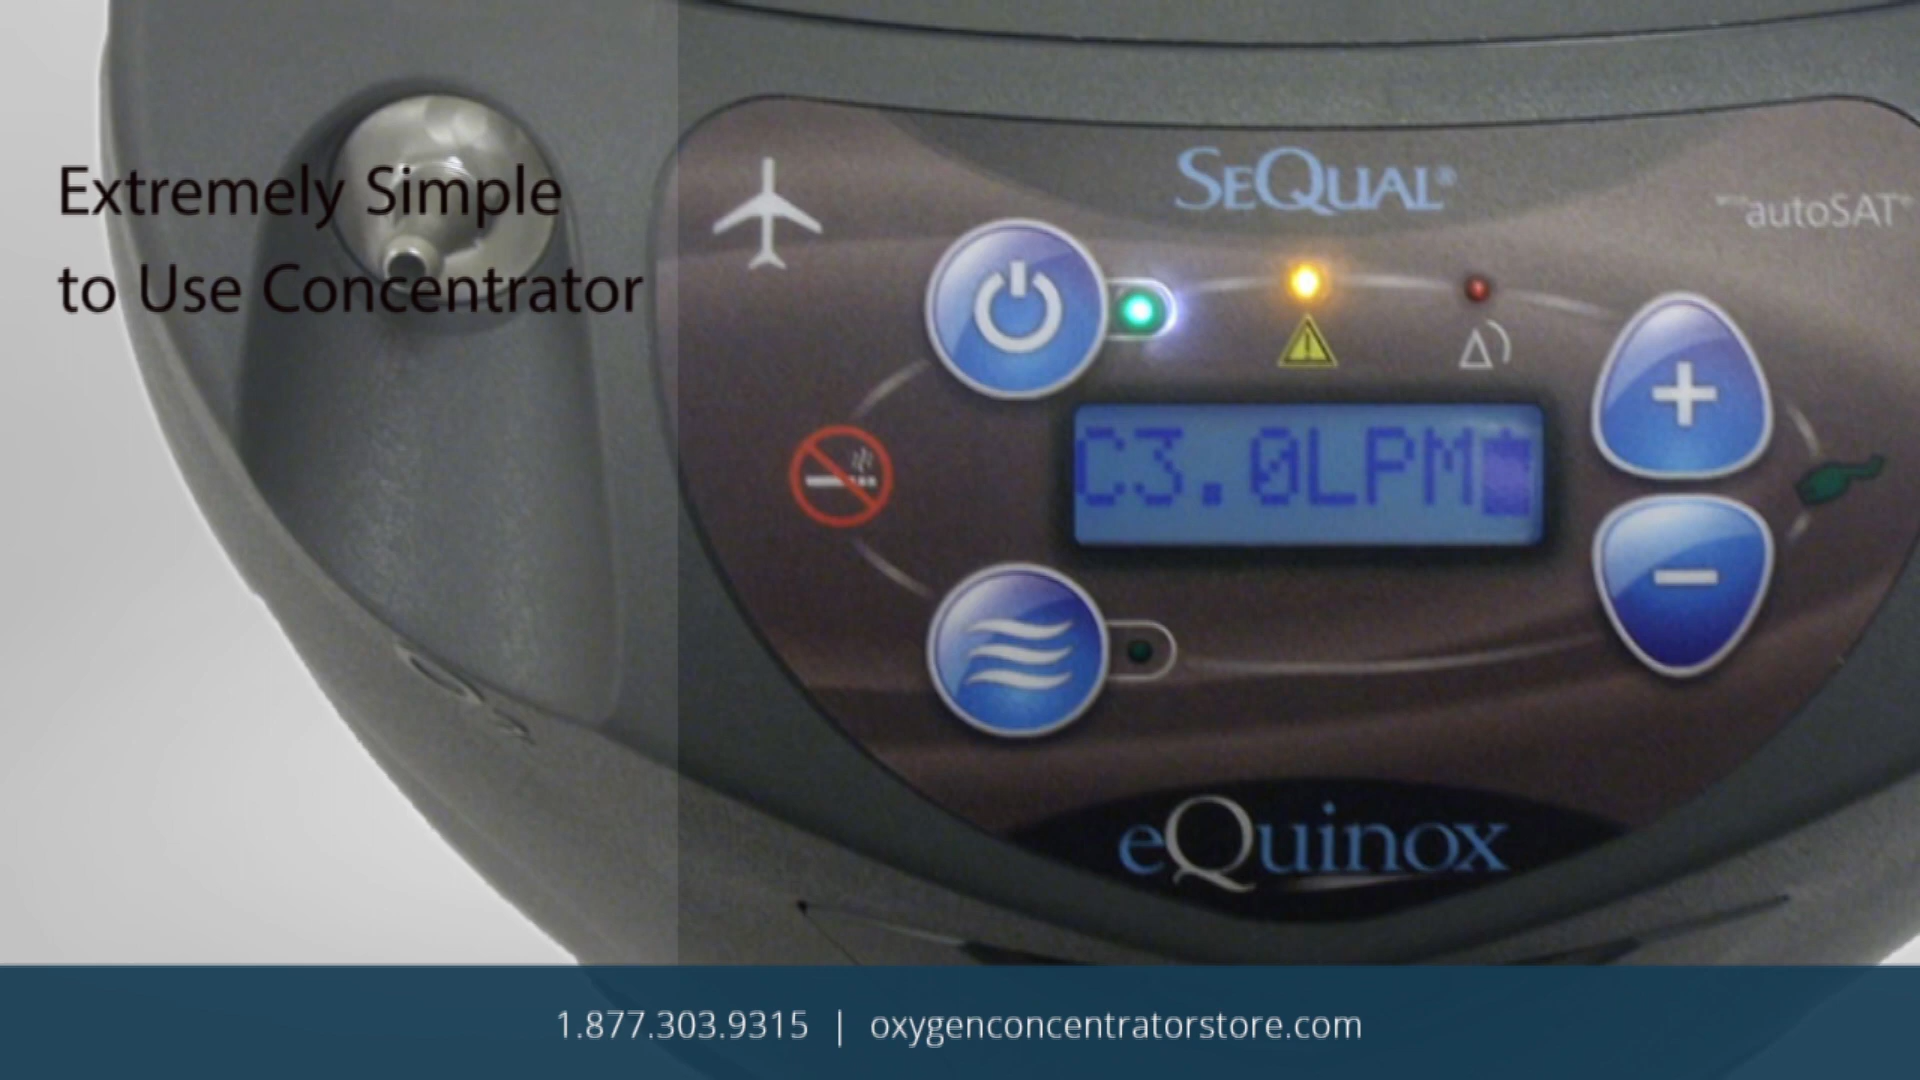 Extremely Simple
to Use Concentrator
SEQUAL®
autoSAT
C3.0LPM
eQuinox
1.877.303.9315 | oxygenconcentratorstore.com